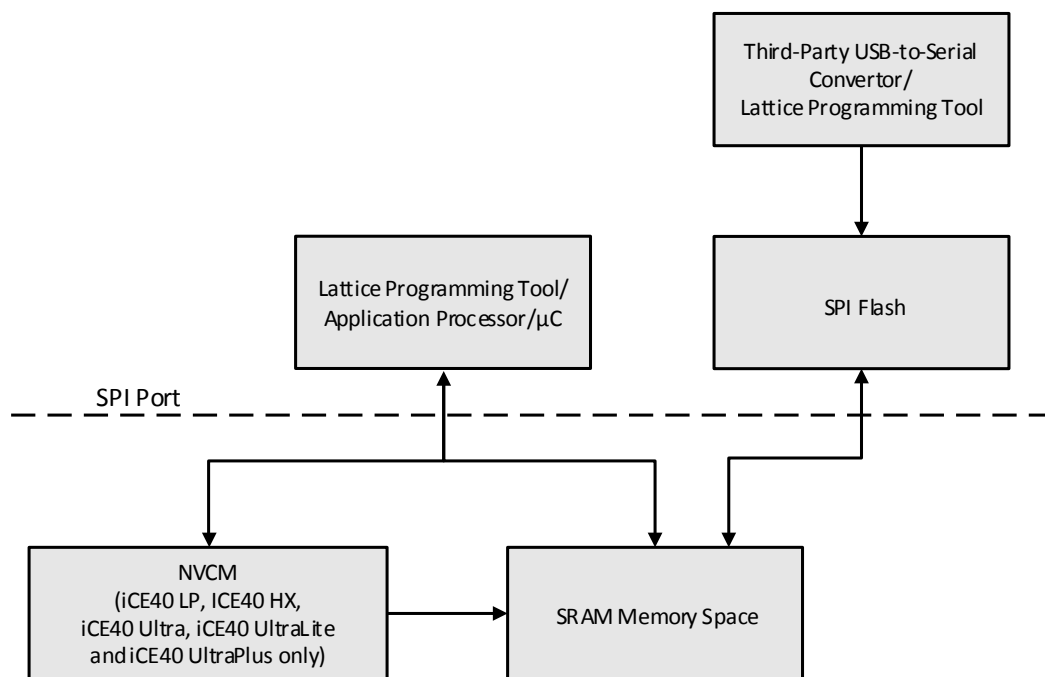 Third-Party USB-to-Serial
Convertor/
Lattice Programming Tool
Lattice Programming Tool/
Application Processor/µC
SPI Flash
SPI Port
NVCM
(iCE40 LP, ICE40 HX,
iCE40 Ultra, iCE40 UltraLite
and iCE40 UltraPlus only)
SRAM Memory Space